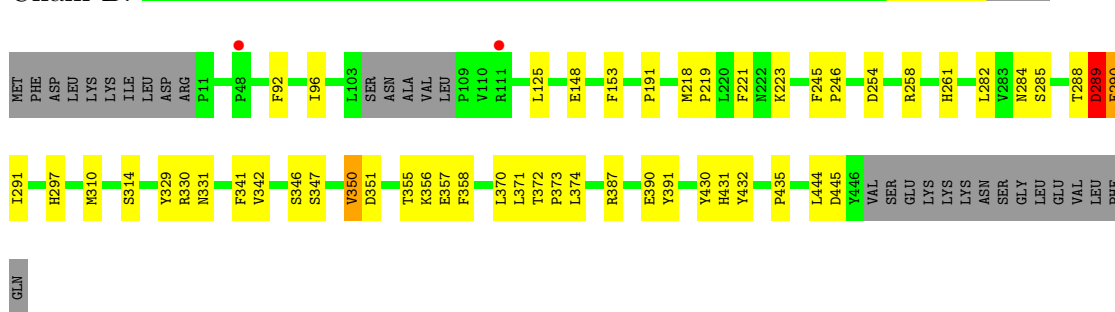 MET PHE ASP LEU LYS LYS ILE LEU ASP ARG P11 P48 F92 I96 L103 SER ASN ALA VAL LEU P109 V110 R111 L125 E148 F153 P191 M218 P219 L220 F221 N222 K223 F245 P246 D254 R258 H261 L282 V283 N284 S285 T288 D289
I291 H297 M310 S314 Y329 R330 N331 F341 V342 S346 S347 V350 D351 T355 K356 E357 F358 L370 L371 T372 P373 L374 R387 E390 Y391 Y430 H431 Y432 P435 L444 D445 Y446 VAL SER GLU LYS LYS LYS ASN SER GLY LEU GLU VAL LEU PHE
GLN